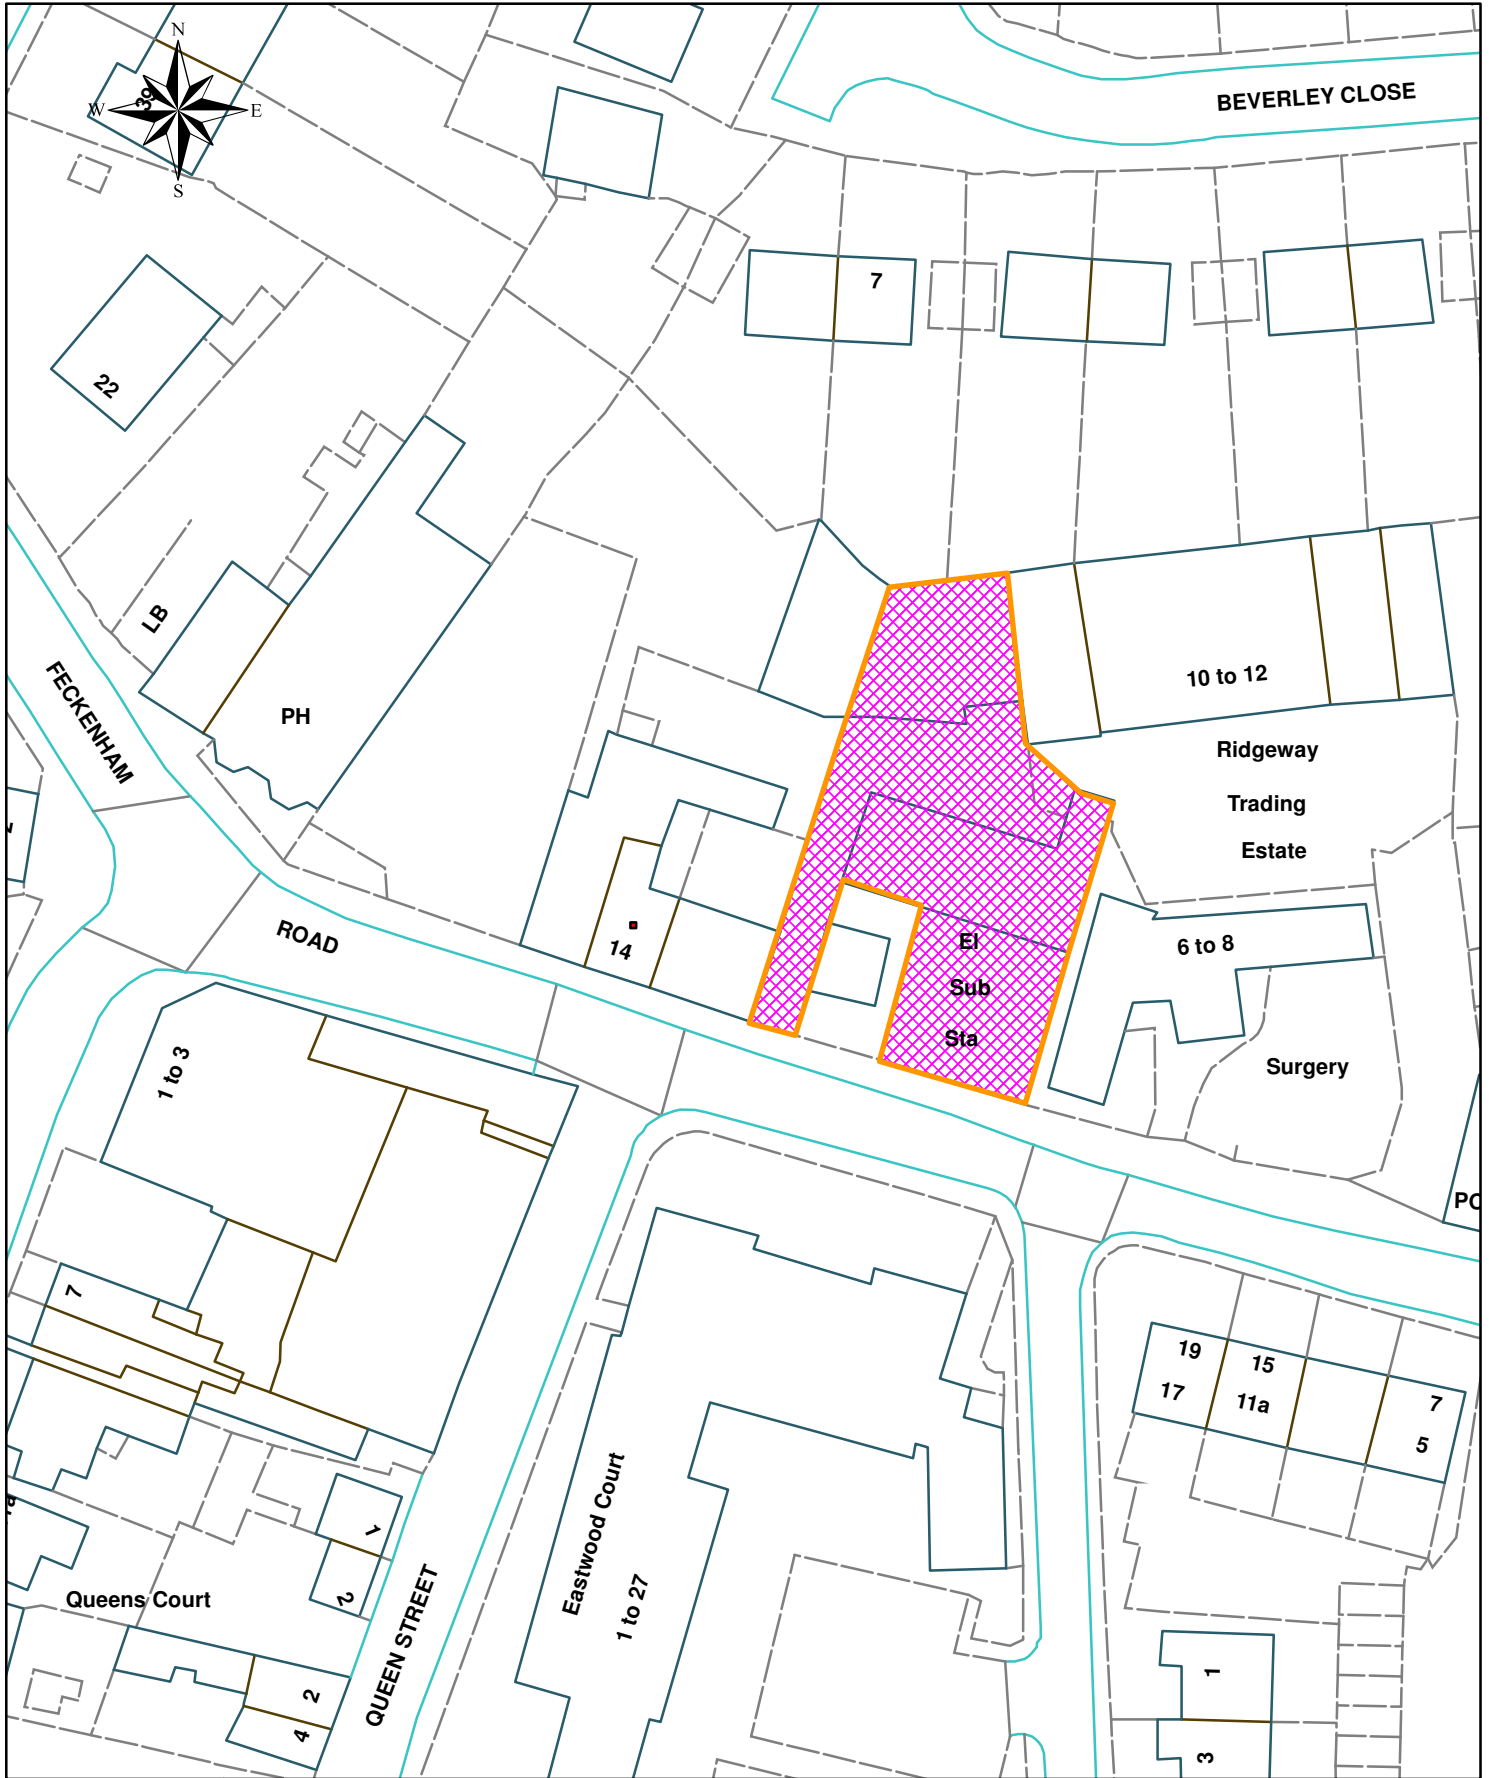 N
39
W
E
S
BEVERLEY CLOSE
7
22
LB
FECKENHAM
PH
10 to 12
Ridgeway
Trading
Estate
14
ROAD
El
Sub
Sta
6 to 8
Surgery
1 to 3
PO
7
19
17
15
11a
7
5
Eastwood Court
1 to 27
1
2
Queens Court
QUEEN STREET
2
4
1
3